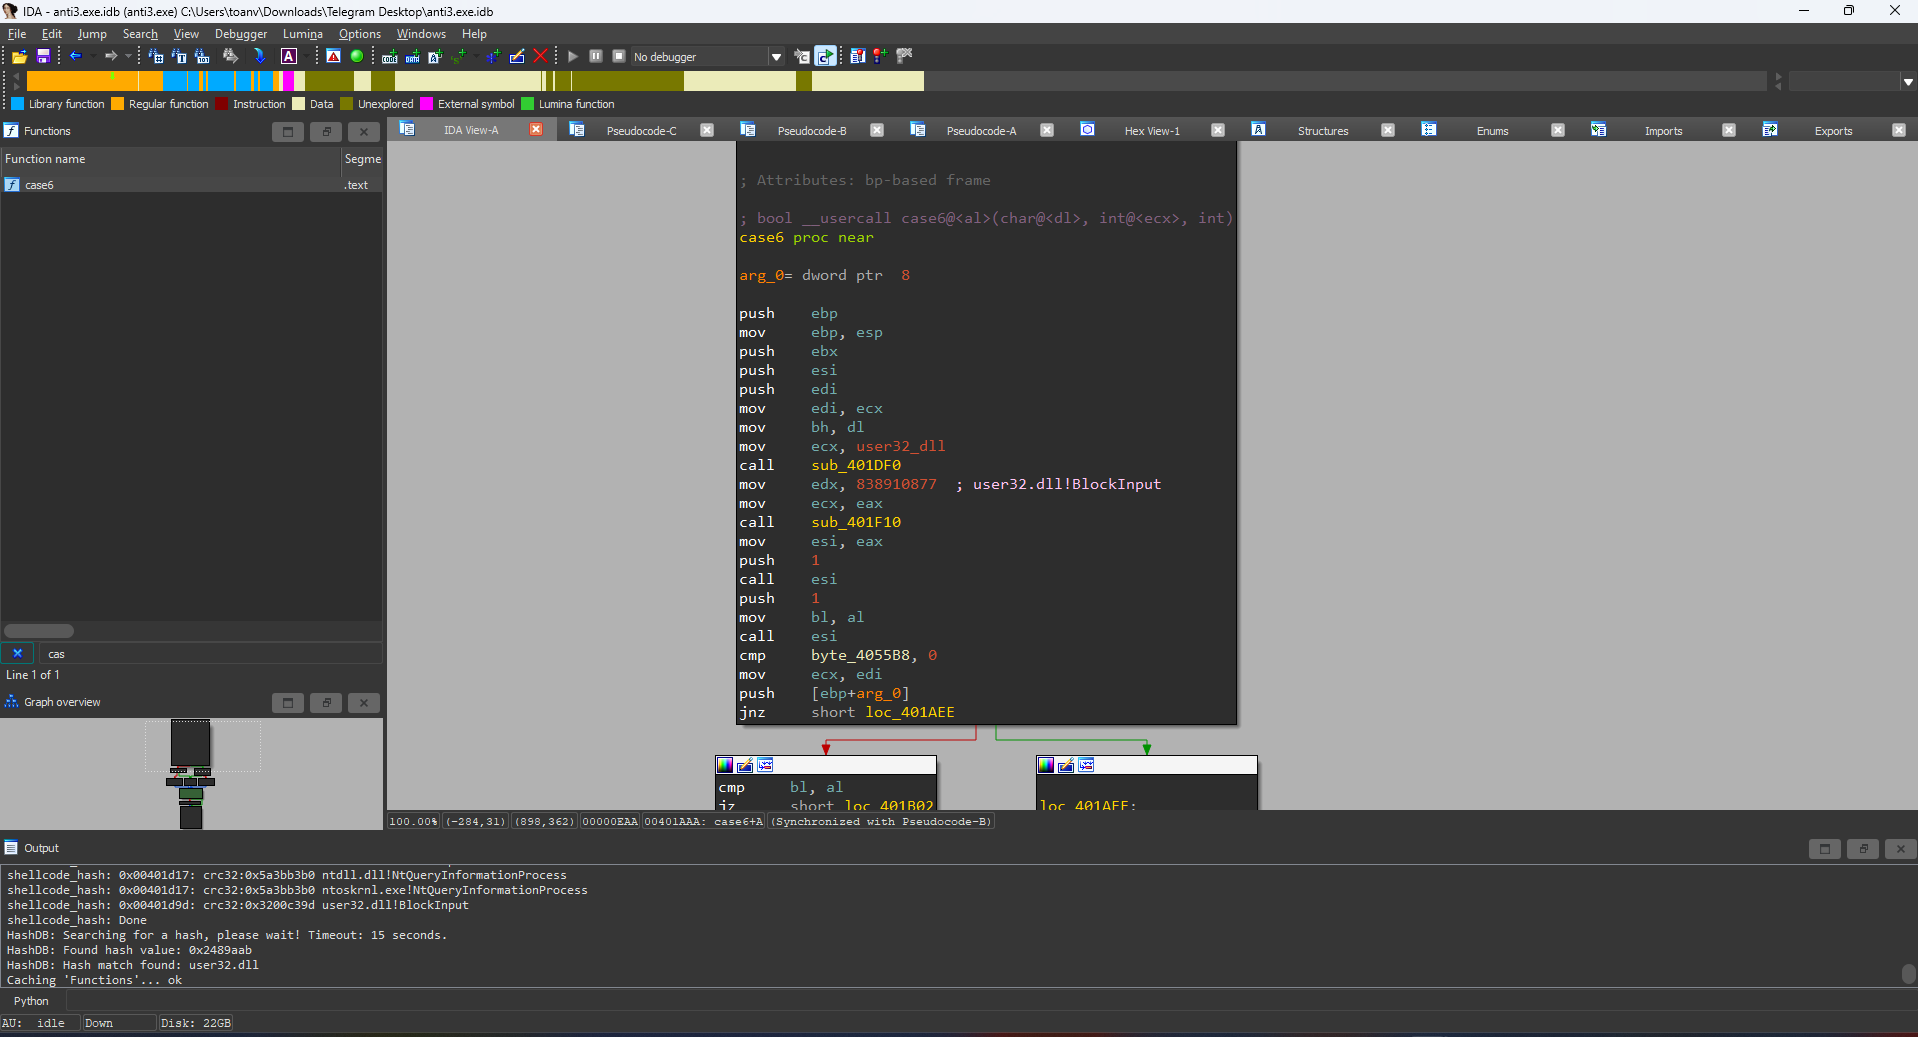 IDA - anti3.exe.idb (anti3.exe) C:\Users\toanv\Downloads\Telegram Desktop\anti3.exe.idb
File Edit Jump Search View Debugger Lumina Options Windows Help
No debugger
Library function Regular function Instruction Data Unexplored External symbol Lumina function
Functions
IDA View-A Pseudocode-C Pseudocode-B Pseudocode-A Hex View-1 Structures Enums Imports Exports
Function name Segme
case6 .text
; Attributes: bp-based frame
; bool __usercall case6@<al>(char@<dl>, int@<ecx>, int)
case6 proc near
arg_0= dword ptr  8
push ebp
mov ebp, esp
push ebx
push esi
push edi
mov edi, ecx
mov bh, dl
mov ecx, user32_dll
call sub_401DF0
mov edx, 838910877 ; user32.dll!BlockInput
mov ecx, eax
call sub_401F10
mov esi, eax
push 1
call esi
push 1
mov bl, al
call esi
cmp byte_4055B8, 0
mov ecx, edi
push [ebp+arg_0]
jnz short loc_401AEE
cmp bl, al
jz short loc_401B02
loc_401AEE:
cas
Line 1 of 1
Graph overview
100.00% (-284,31) (898,362) 00000EAA 00401AAA: case6+A (Synchronized with Pseudocode-B)
Output
shellcode_hash: 0x00401d17: crc32:0x5a3bb3b0 ntdll.dll!NtQueryInformationProcess
shellcode_hash: 0x00401d17: crc32:0x5a3bb3b0 ntoskrnl.exe!NtQueryInformationProcess
shellcode_hash: 0x00401d9d: crc32:0x3200c39d user32.dll!BlockInput
shellcode_hash: Done
HashDB: Searching for a hash, please wait! Timeout: 15 seconds.
HashDB: Found hash value: 0x2489aab
HashDB: Hash match found: user32.dll
Caching 'Functions'... ok
Python
AU: idle Down Disk: 22GB